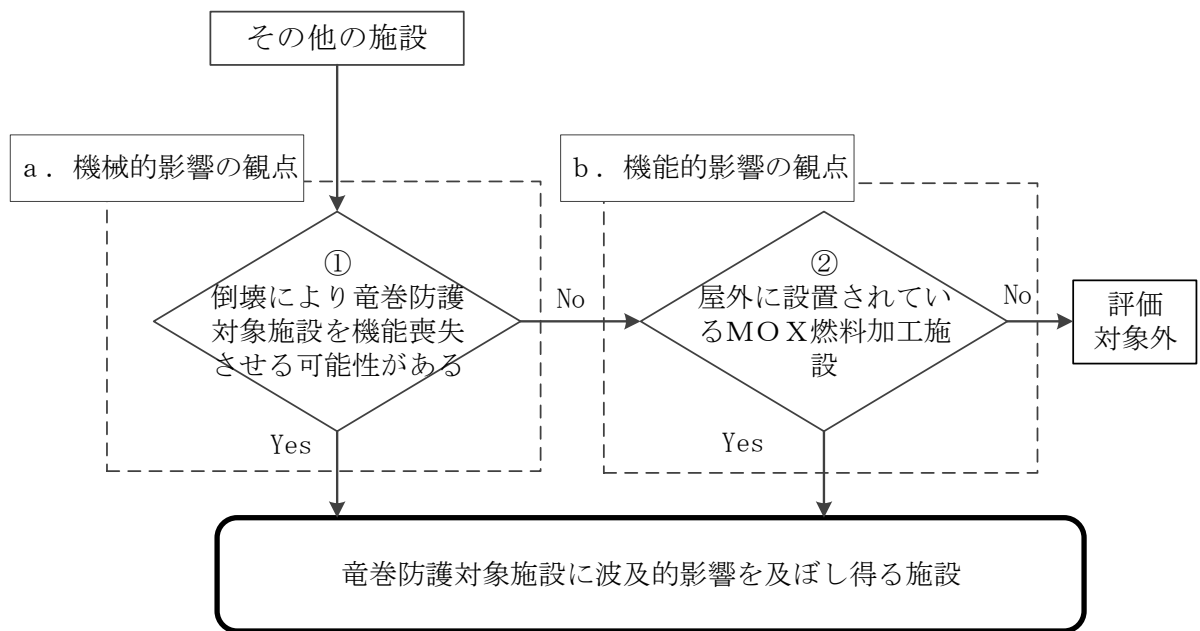 その他の施設
a．機械的影響の観点
b．機能的影響の観点
①
倒壊により竜巻防護
対象施設を機能喪失
させる可能性がある
No
②
屋外に設置されてい
るMOX燃料加工施
設
No
評価
対象外
Yes
Yes
竜巻防護対象施設に波及的影響を及ぼし得る施設